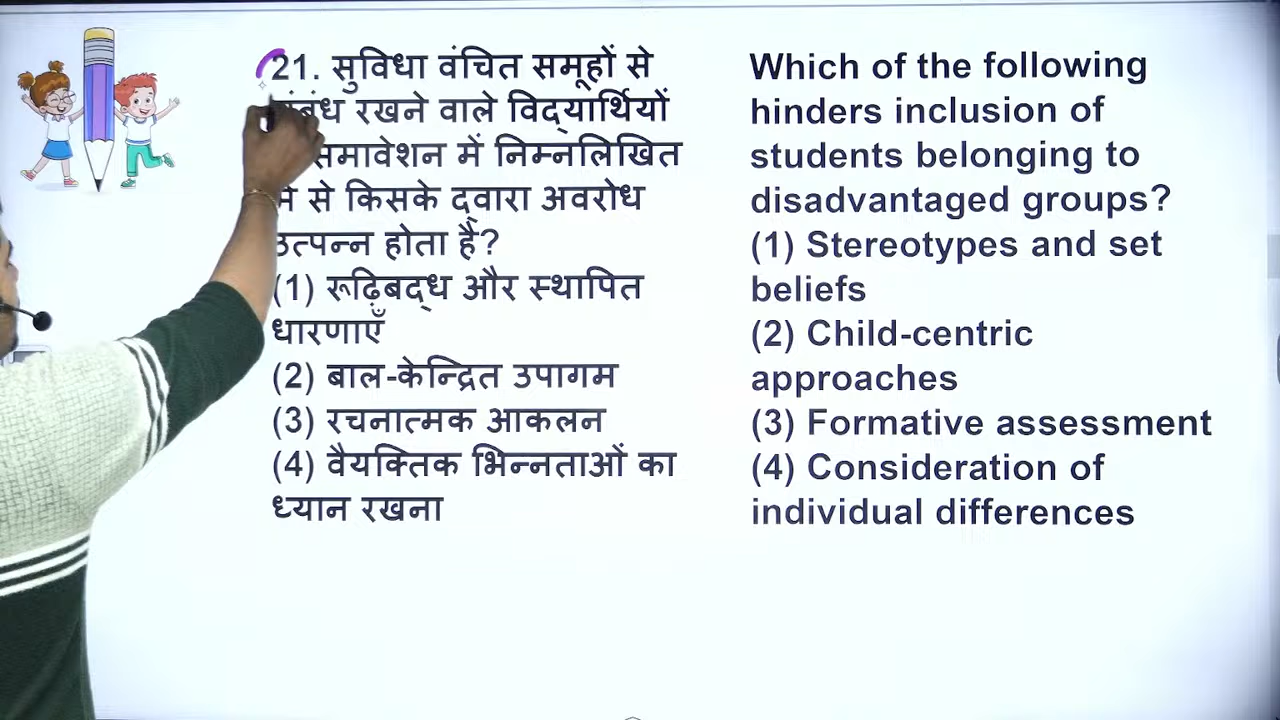 21. सुविधा वंचित समूहों से
रखने वाले विद्यार्थियों
समावेशन में निम्नलिखित
से किसके द्वारा अवरोध
उत्पन्न होता है?
(1) रूढ़िबद्ध और स्थापित
धारणाएँ
(2) बाल-केन्द्रित उपागम
(3) रचनात्मक आकलन
(4) वैयक्तिक भिन्नताओं का
ध्यान रखना
Which of the following
hinders inclusion of
students belonging to
disadvantaged groups?
(1) Stereotypes and set
beliefs
(2) Child-centric
approaches
(3) Formative assessment
(4) Consideration of
individual differences